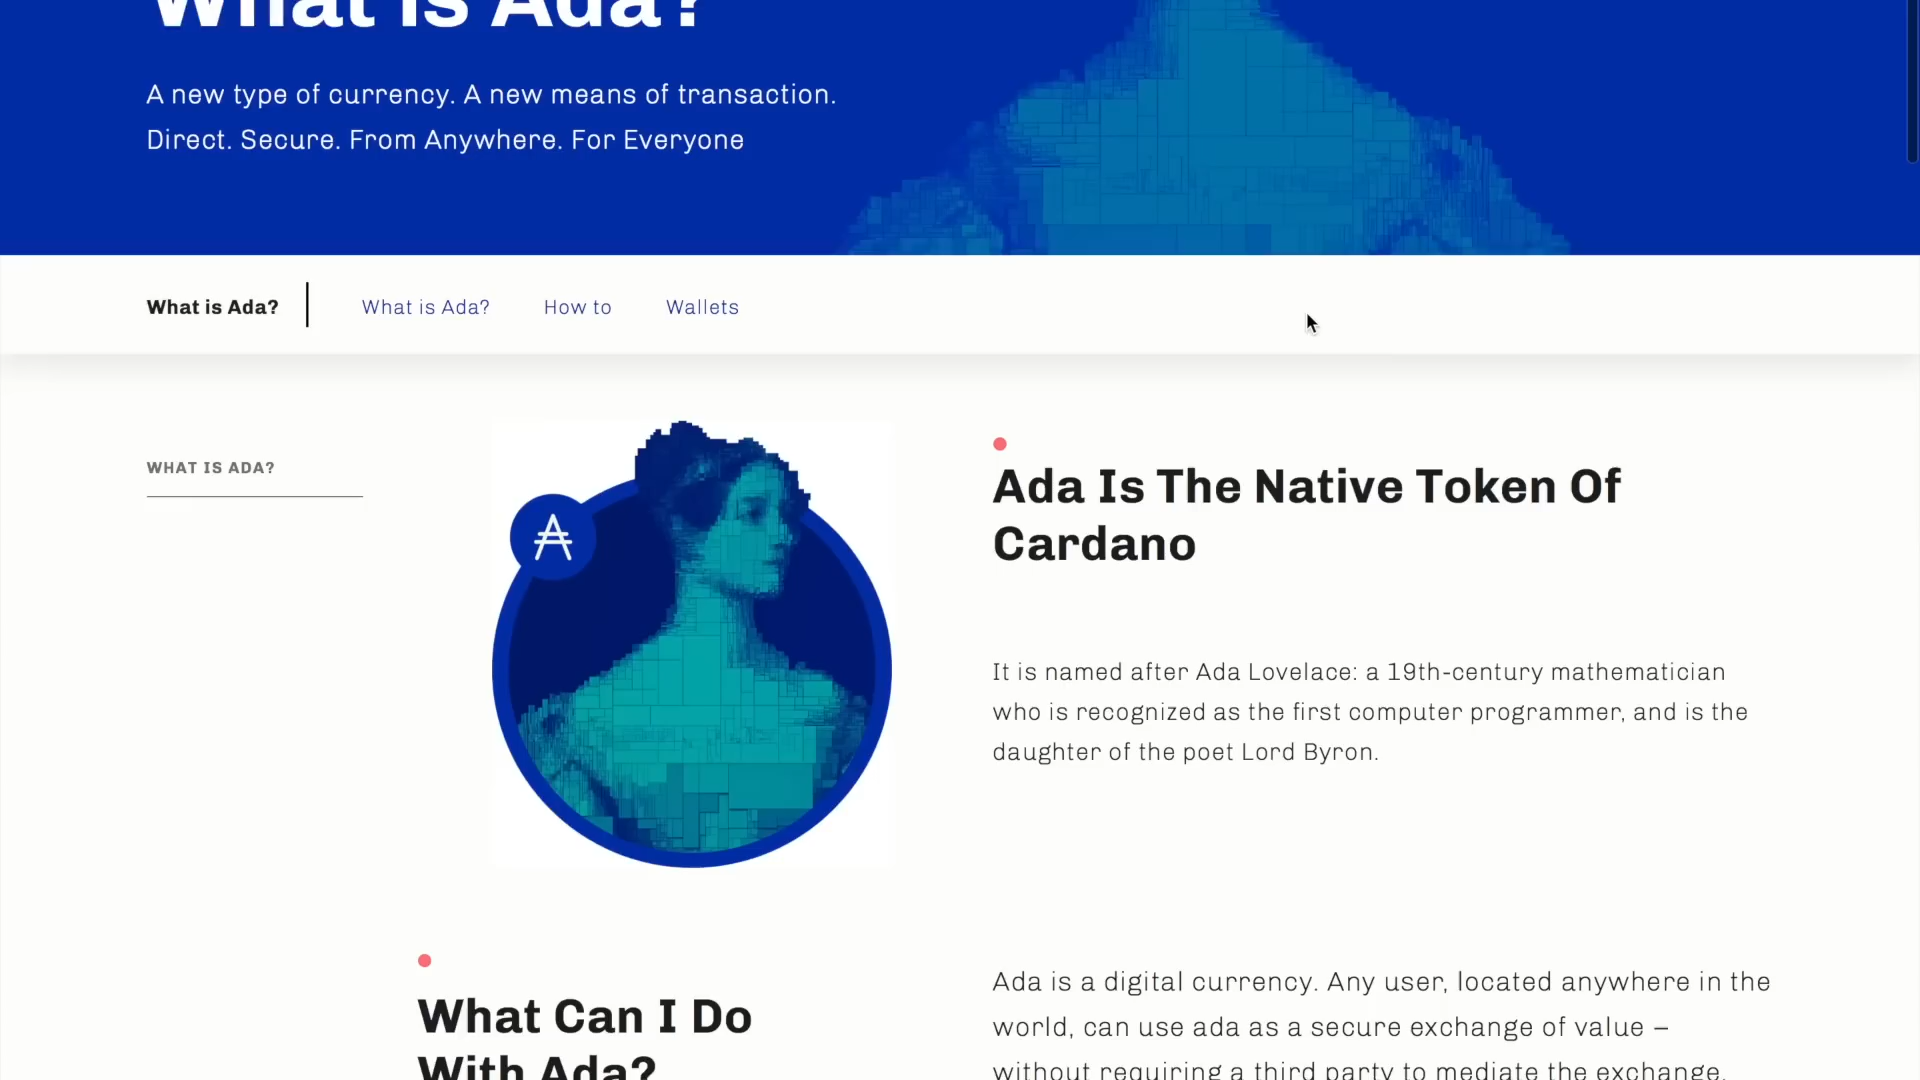 What is Ada?
A new type of currency. A new means of transaction.
Direct. Secure. From Anywhere. For Everyone
What is Ada?
What is Ada?
How to
Wallets
WHAT IS ADA?
Ada Is The Native Token Of
Cardano
It is named after Ada Lovelace: a 19th-century mathematician
who is recognized as the first computer programmer, and is the
daughter of the poet Lord Byron.
What Can I Do
With Ada?
Ada is a digital currency. Any user, located anywhere in the
world, can use ada as a secure exchange of value –
without requiring a third party to mediate the exchange.